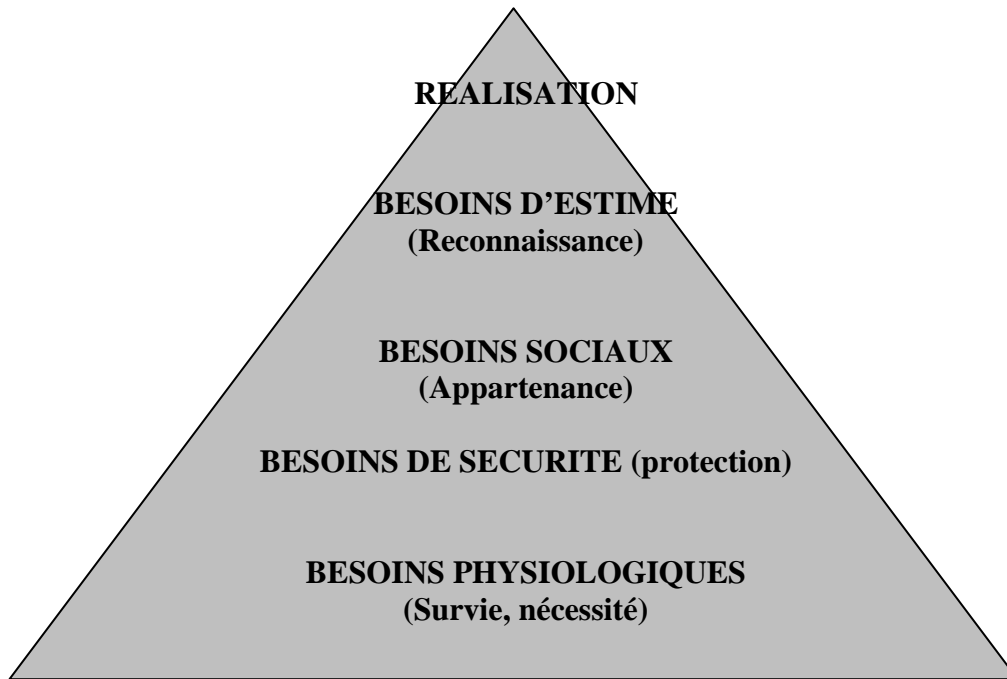 REALISATION
BESOINS D’ESTIME
(Reconnaissance)
BESOINS SOCIAUX
(Appartenance)
BESOINS DE SECURITE (protection)
BESOINS PHYSIOLOGIQUES
(Survie, nécessité)